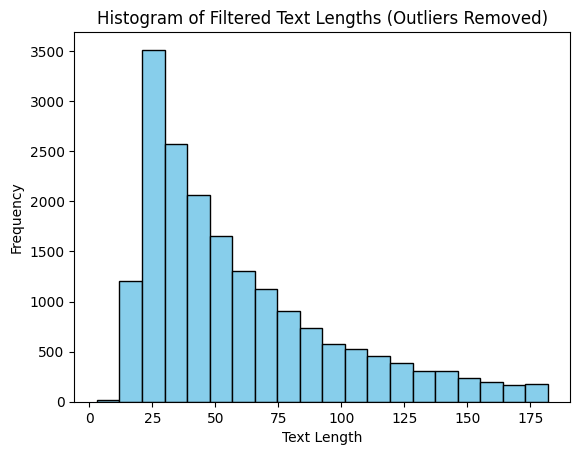 Histogram of Filtered Text Lengths (Outliers Removed)
3500
3000
2500
2000
1500
1000
500
0
Frequency
0 25 50 75 100 125 150 175
Text Length